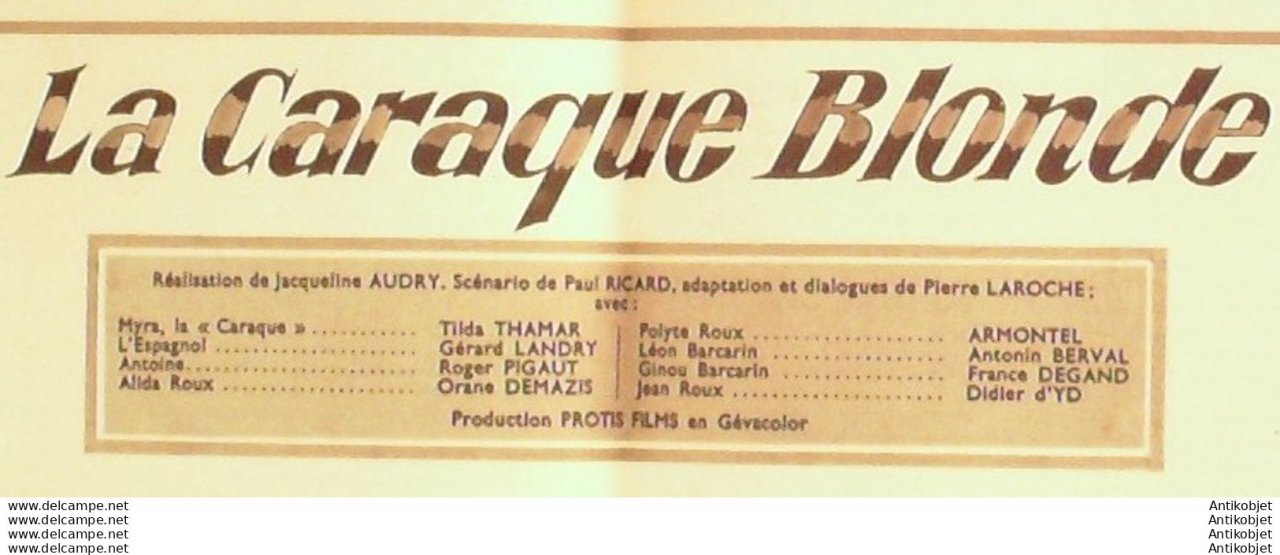 La Caraque Blonde
Réalisation de Jacqueline AUDRY. Scénario de Paul RICARD, adaptation et dialogues de Pierre LAROCHE;
avec:
Myra, la « Caraque » ........... Tilda THAMAR
L'Espagnol ..................... Gérard LANDRY
Antoine......................... Roger PIGAUT
Alida Roux .................... Orane DEMAZIS
Polyte Roux .................... ARMONTEL
Léon Barcarin .................. Antonin BERVAL
Ginou Barcarin ................. France DEGAND
Jean Roux ...................... Didier d'YD
Production PROTIS FILMS en Gévacolor
www.delcampe.net
www.delcampe.net
www.delcampe.net
www.delcampe.net
Antikobjet
Antikobjet
Antikobjet
Antikobjet